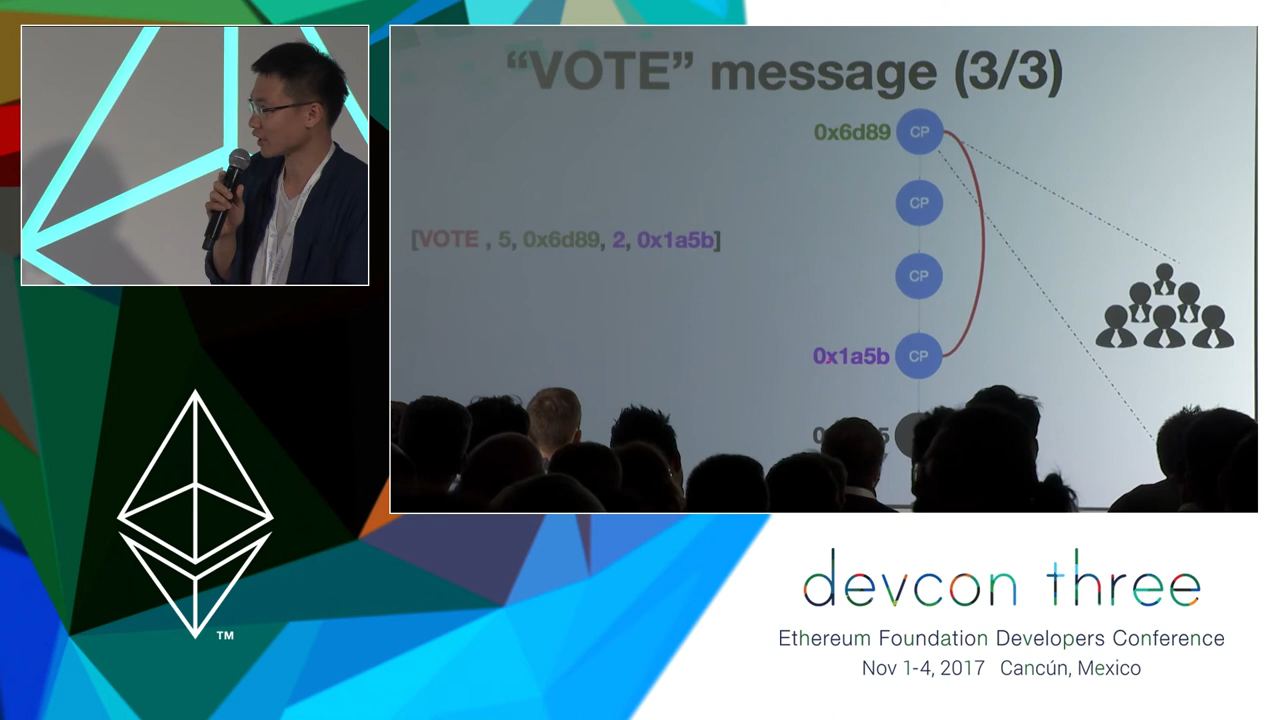 “VOTE” message (3/3)
0x6d89 CP
CP
[VOTE , 5, 0x6d89, 2, 0x1a5b]
CP
0x1a5b CP
TM
devcon three
Ethereum Foundation Developers Conference
Nov 1-4, 2017 Cancún, Mexico